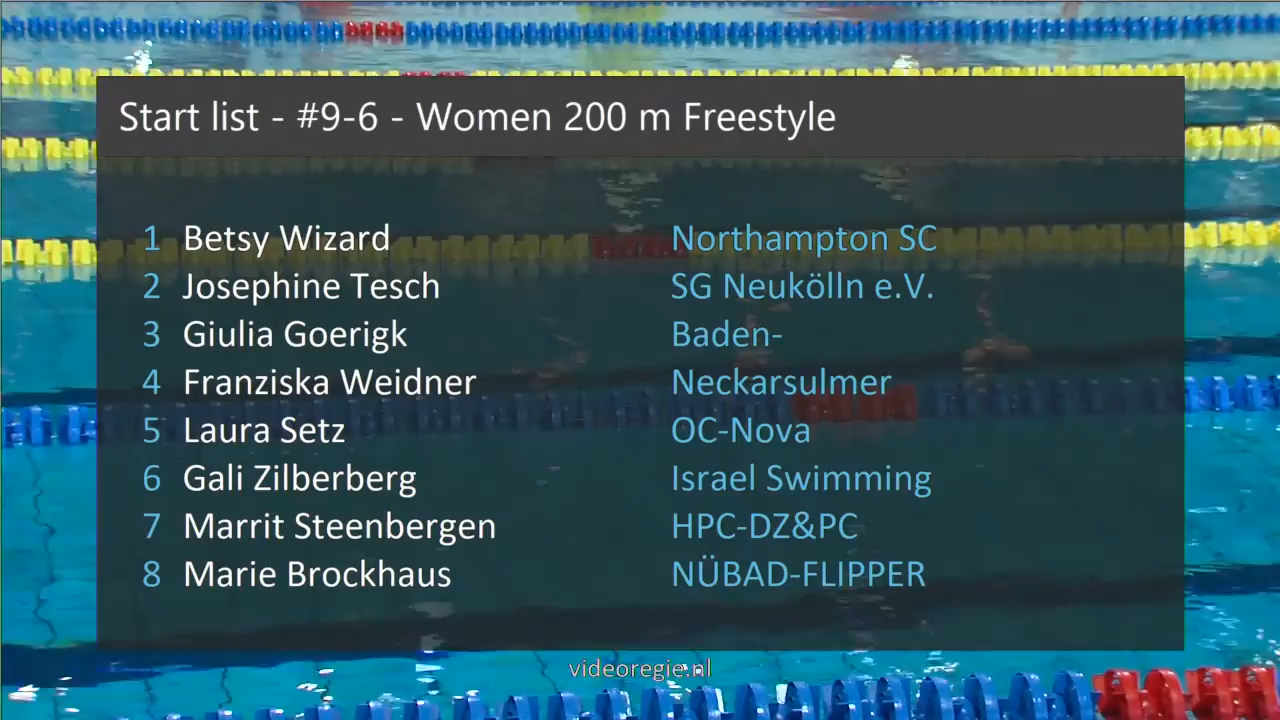 Start list - #9-6 - Women 200 m Freestyle
1 Betsy Wizard Northampton SC
2 Josephine Tesch SG Neukölln e.V.
3 Giulia Goerigk Baden-
4 Franziska Weidner Neckarsulmer
5 Laura Setz OC-Nova
6 Gali Zilberberg Israel Swimming
7 Marrit Steenbergen HPC-DZ&PC
8 Marie Brockhaus NÜBAD-FLIPPER
videoregie.nl